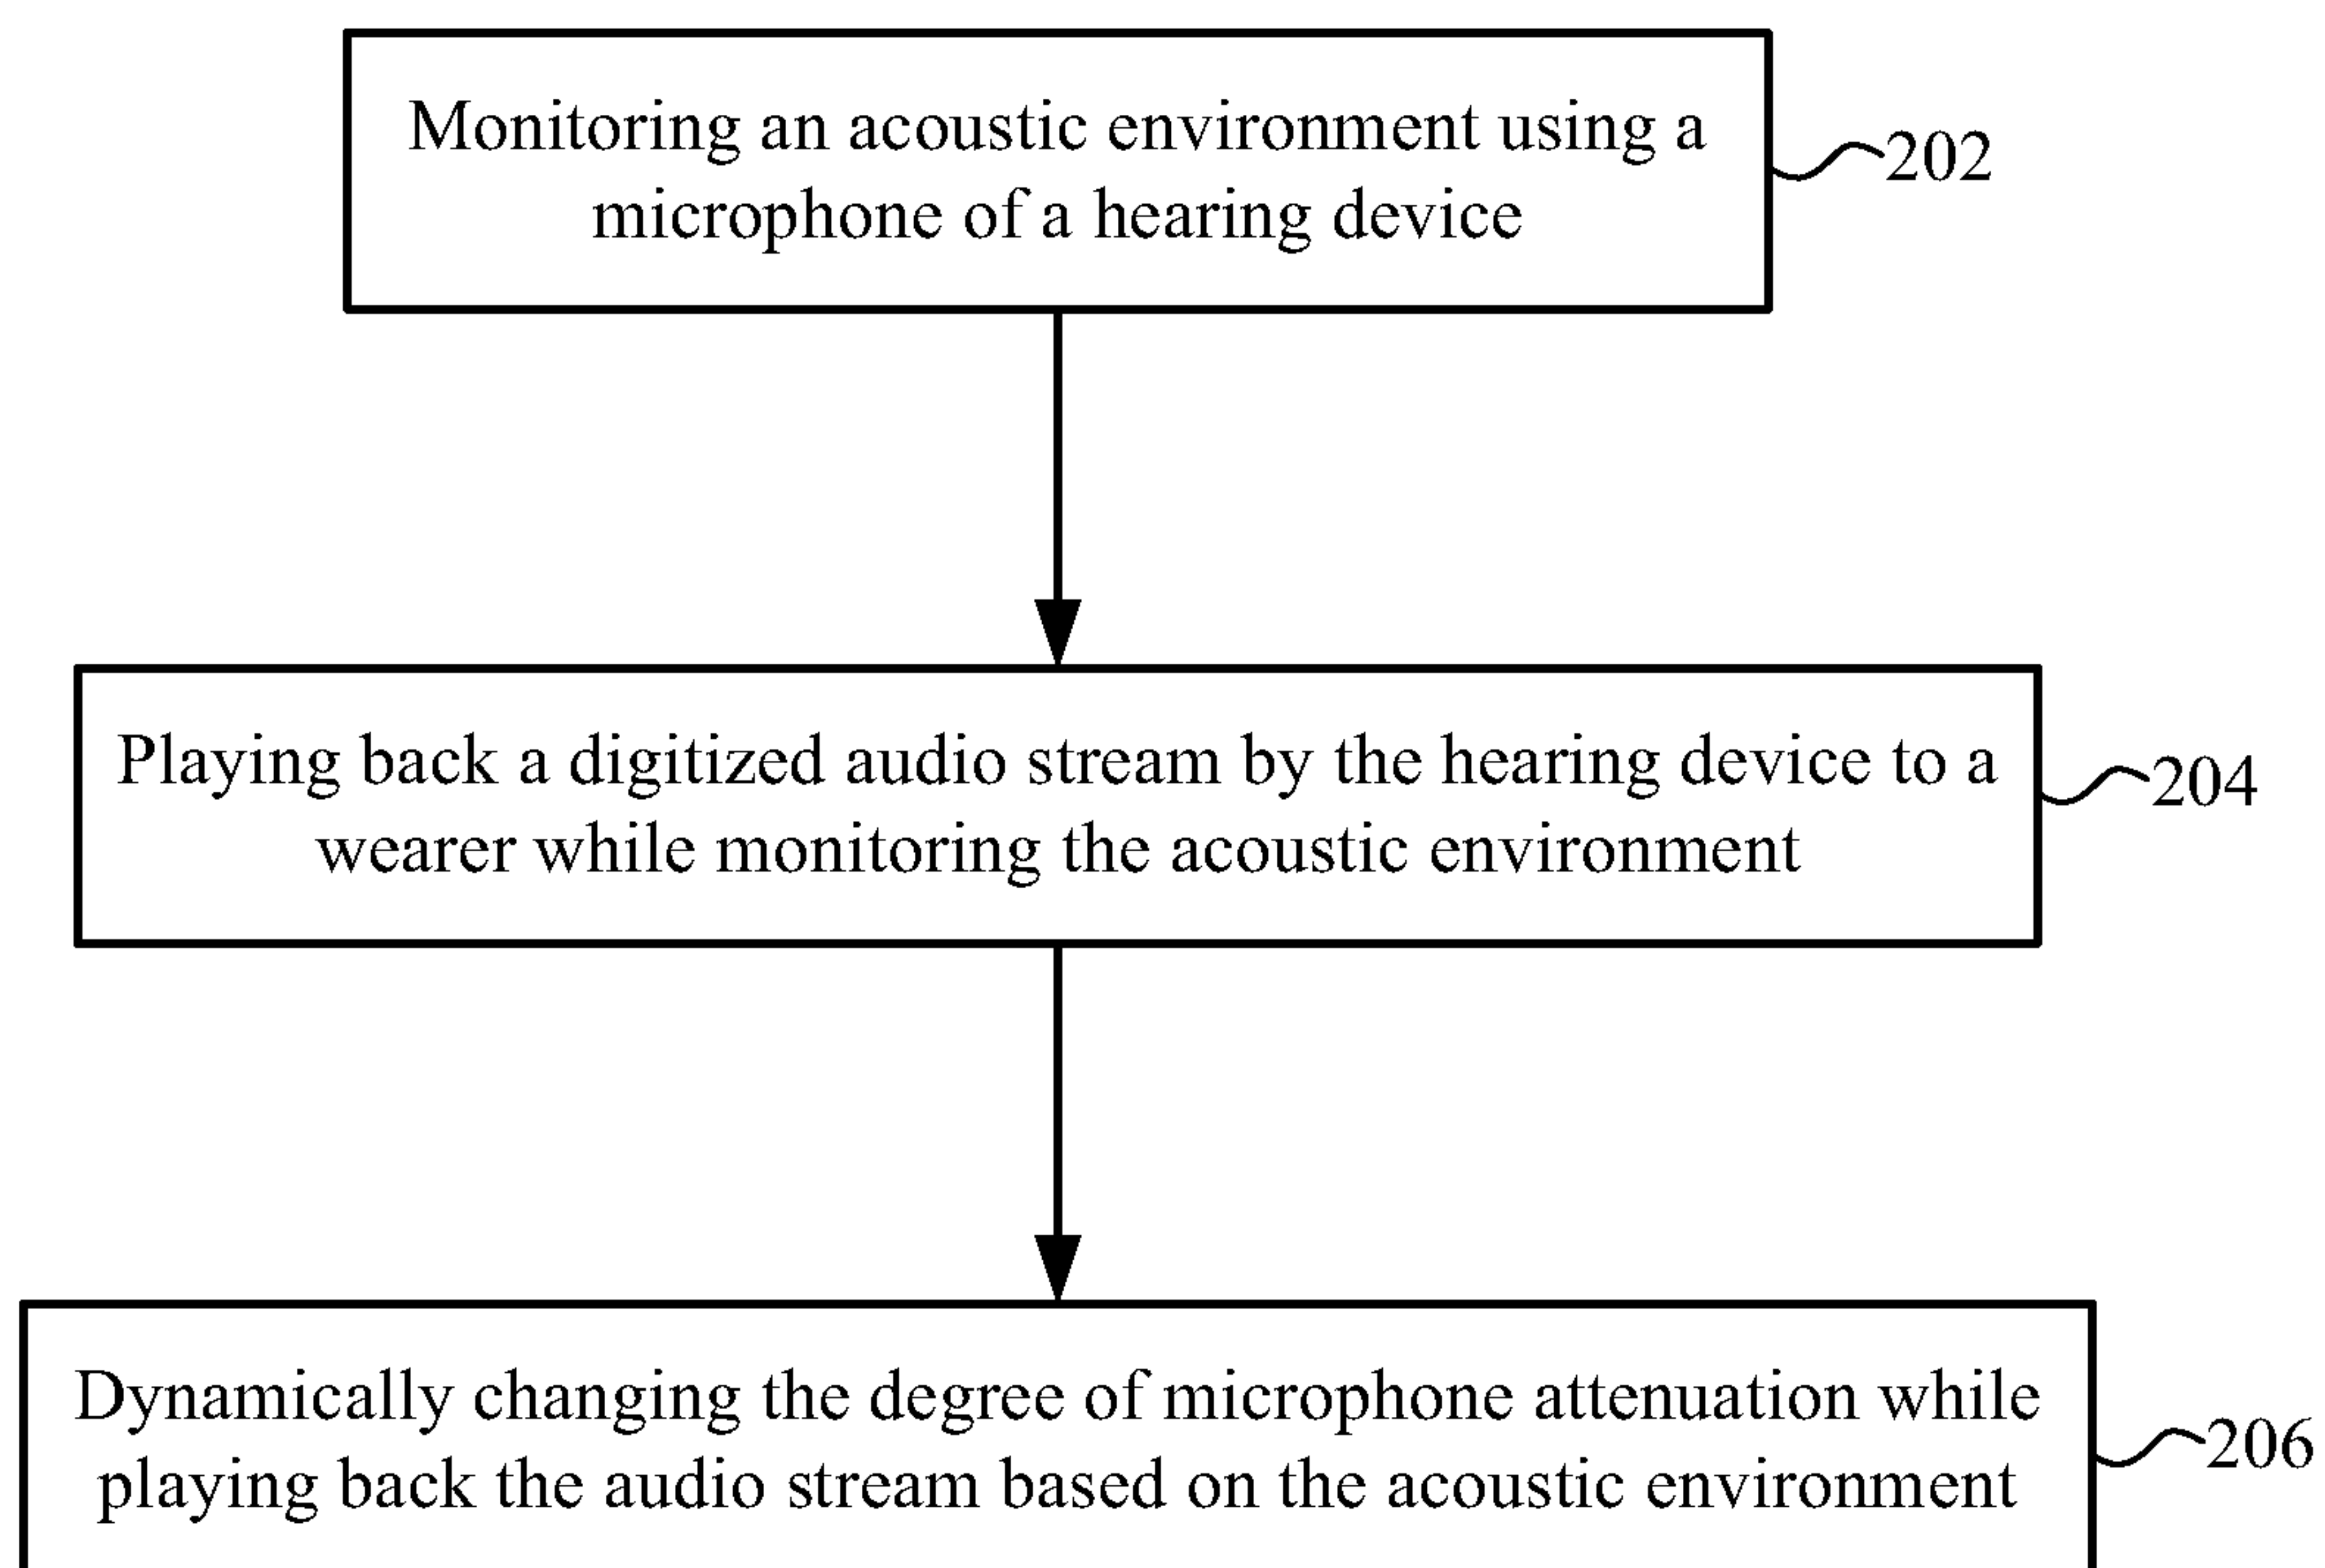 Monitoring an acoustic environment using a
microphone of a hearing device
202
Playing back a digitized audio stream by the hearing device to a
wearer while monitoring the acoustic environment
204
Dynamically changing the degree of microphone attenuation while
playing back the audio stream based on the acoustic environment
206